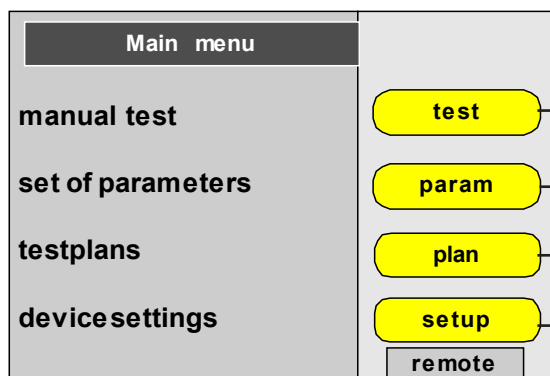 Main menu
manual test
test
set of parameters
param
testplans
plan
devicesettings
setup
remote